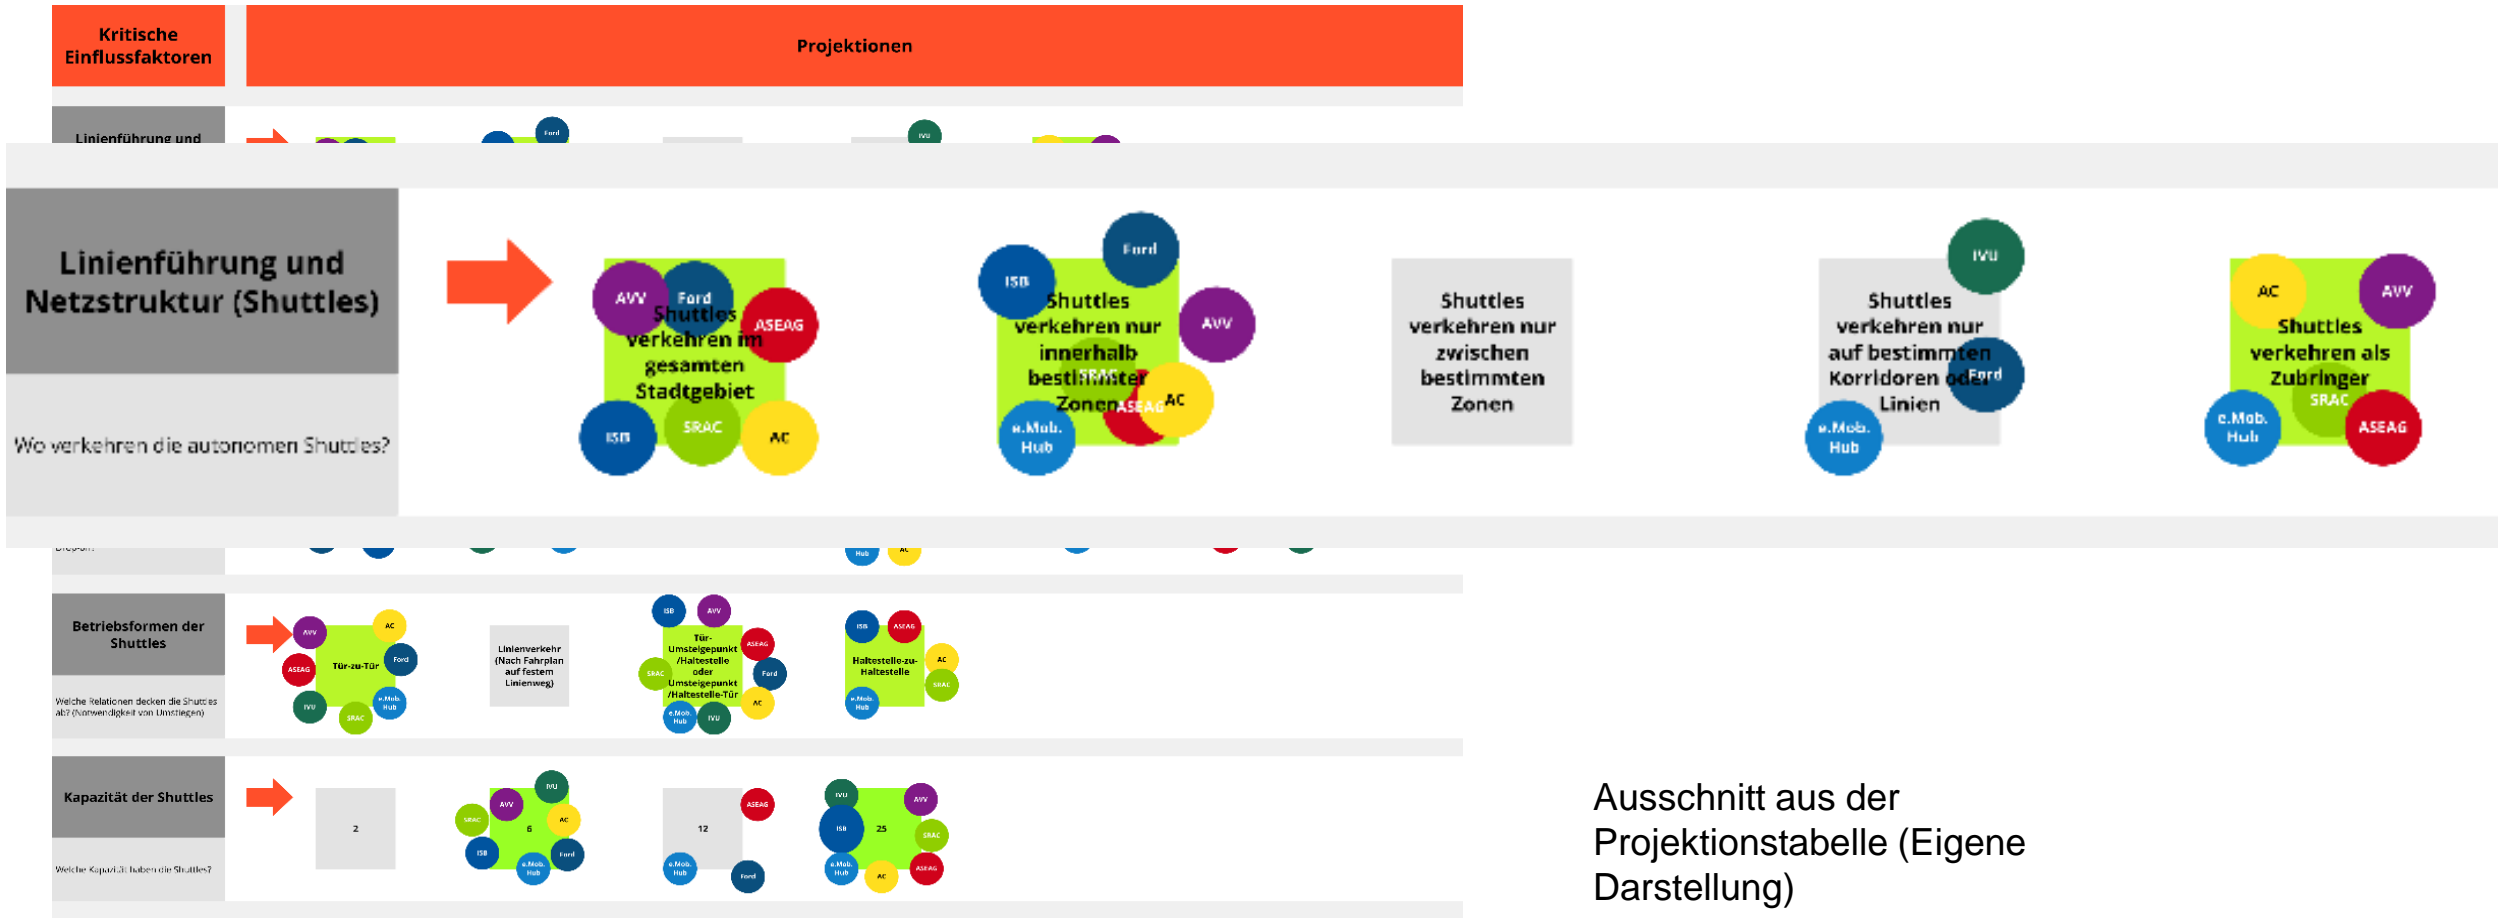 Kritische
Einflussfaktoren
Projektionen
Linienführung und
Ford
IVU
Linienführung und
Netzstruktur (Shuttles)
Wo verkehren die autonomen Shuttles?
AVV
Ford
ASEAG
Shuttles
verkehren im
gesamten
Stadtgebiet
ISB
SRAC
AC
ISB
Ford
AVV
Shuttles
verkehren nur
innerhalb
bestimmter
Zonen
SRAC
ASEAG
AC
e.Mob.
Hub
Shuttles
verkehren nur
zwischen
bestimmten
Zonen
IVU
Shuttles
verkehren nur
auf bestimmten
Korridoren oder
Linien
Ford
e.Mob.
Hub
AC
AVV
Shuttles
verkehren als
Zubringer
SRAC
e.Mob.
Hub
ASEAG
Hub
AC
Betriebsformen der
Shuttles
Welche Relationen decken die Shuttles
ab? (Notwendigkeit von Umstiegen)
AVV
AC
ASEAG
Tür-zu-Tür
Ford
IVU
SRAC
e.Mob.
Hub
Linienverkehr
(Nach Fahrplan
auf festem
Linienweg)
ISB
AVV
ASEAG
Tür-
Umsteigepunkt
/Haltestelle
oder
Umsteigepunkt
/Haltestelle-Tür
SRAC
Ford
AC
e.Mob.
Hub
IVU
ISB
ASEAG
Haltestelle-zu-
Haltestelle
AC
SRAC
e.Mob.
Hub
Kapazität der Shuttles
Welche Kapazität haben die Shuttles?
2
IVU
AVV
SRAC
6
AC
ISB
Ford
e.Mob.
Hub
ASEAG
12
e.Mob.
Hub
Ford
IVU
AVV
ISB
25
SRAC
e.Mob.
Hub
AC
ASEAG
Ausschnitt aus der
Projektionstabelle (Eigene
Darstellung)